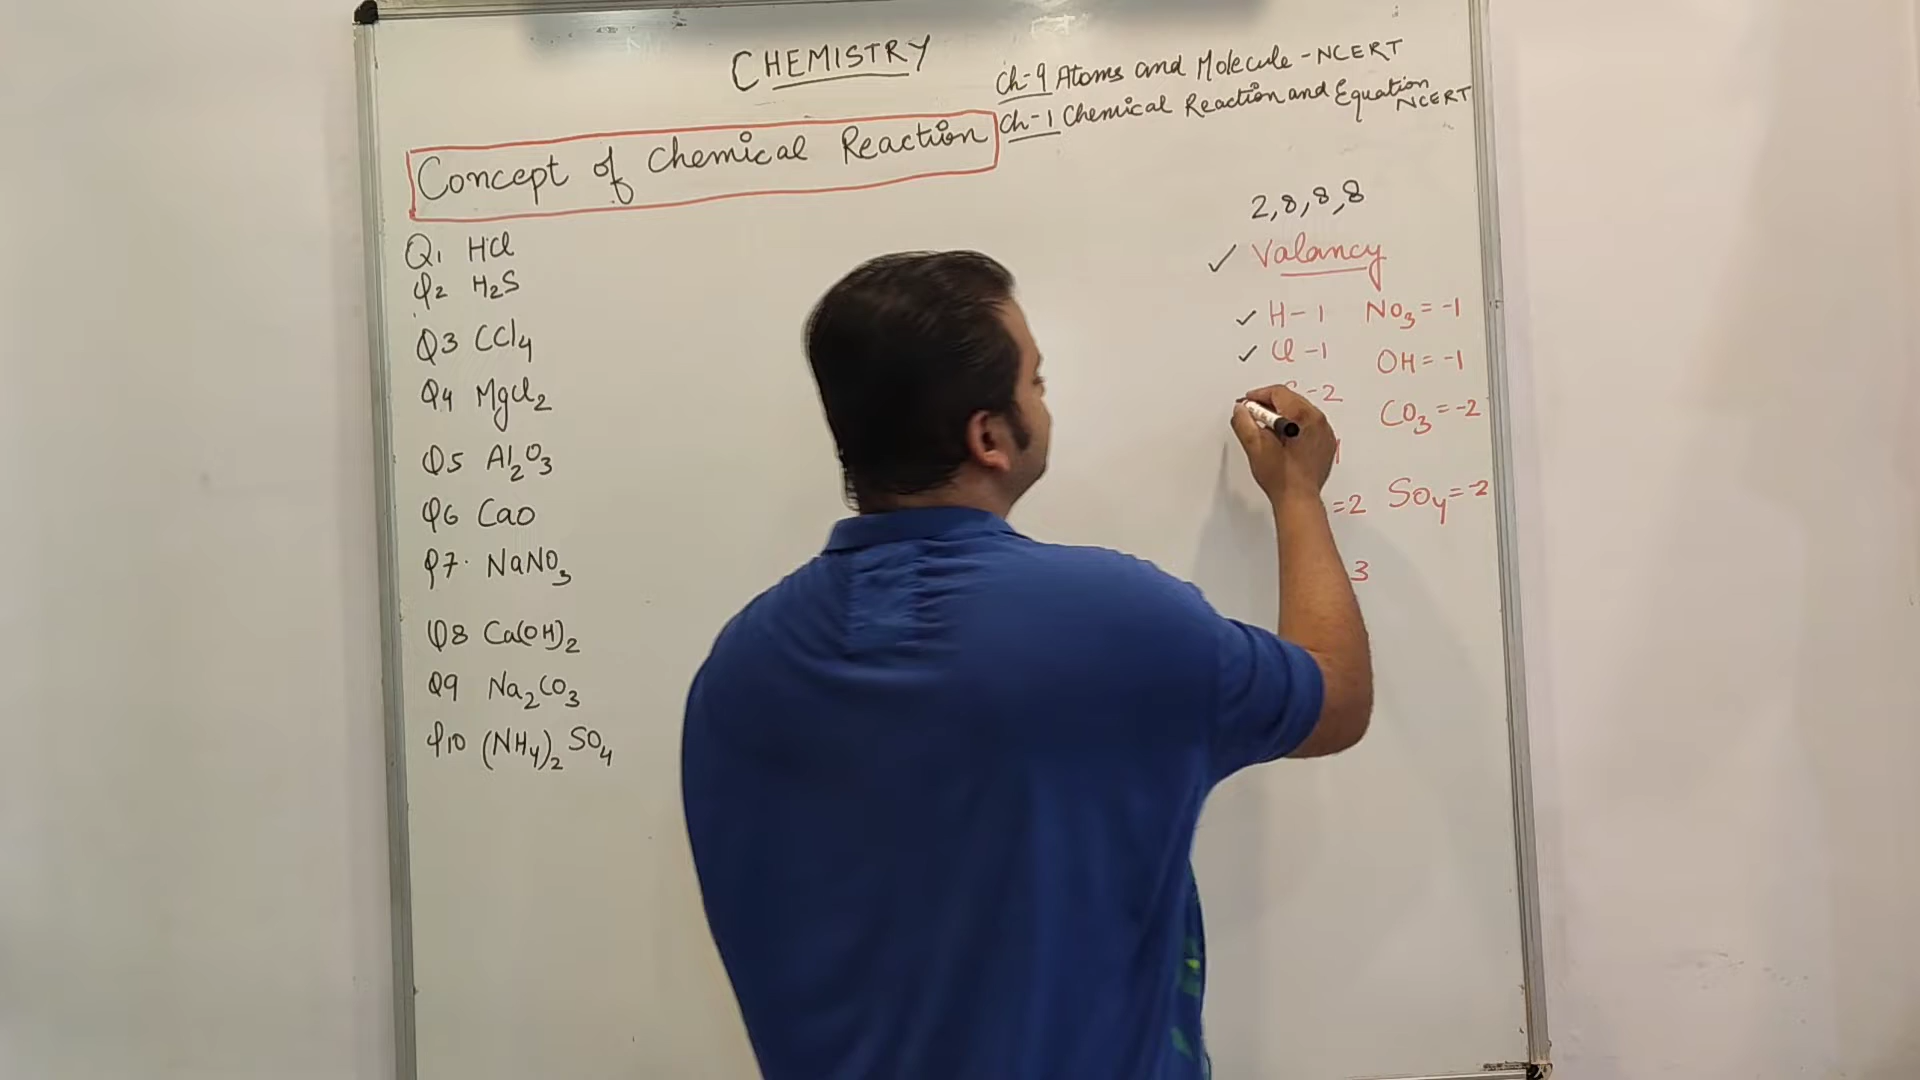 CHEMISTRY
Ch-9 Atoms and Molecule - NCERT
Ch-1 Chemical Reaction and Equation
NCERT
Concept of Chemical Reaction
Q1 HCl
Q2 H2S
Q3 CCl4
Q4 MgCl2
Q5 Al2O3
Q6 CaO
Q7. NaNO3
Q8 Ca(OH)2
Q9 Na2CO3
Q10 (NH4)2 SO4
2,8,8,8
✓ Valancy
✓ H-1 NO3=-1
✓ Cl-1 OH=-1
-2 CO3=-2
=2 SO4=-2
3